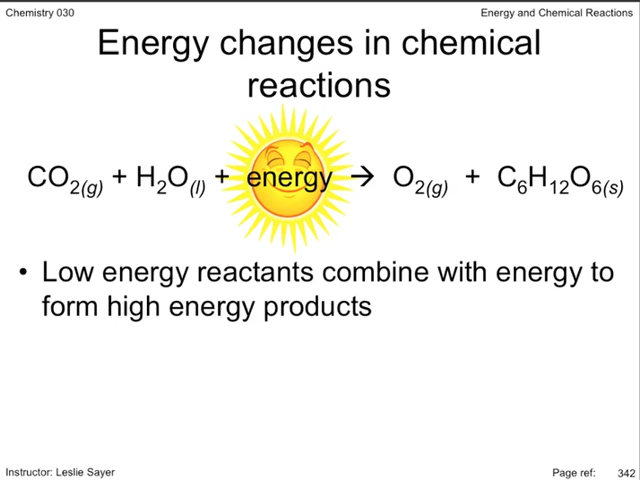 Chemistry 030
Energy and Chemical Reactions
Energy changes in chemical
reactions
CO₂(g) + H₂O(l) + energy → O₂(g) + C₆H₁₂O₆(s)
• Low energy reactants combine with energy to
form high energy products
Instructor: Leslie Sayer
Page ref: 342